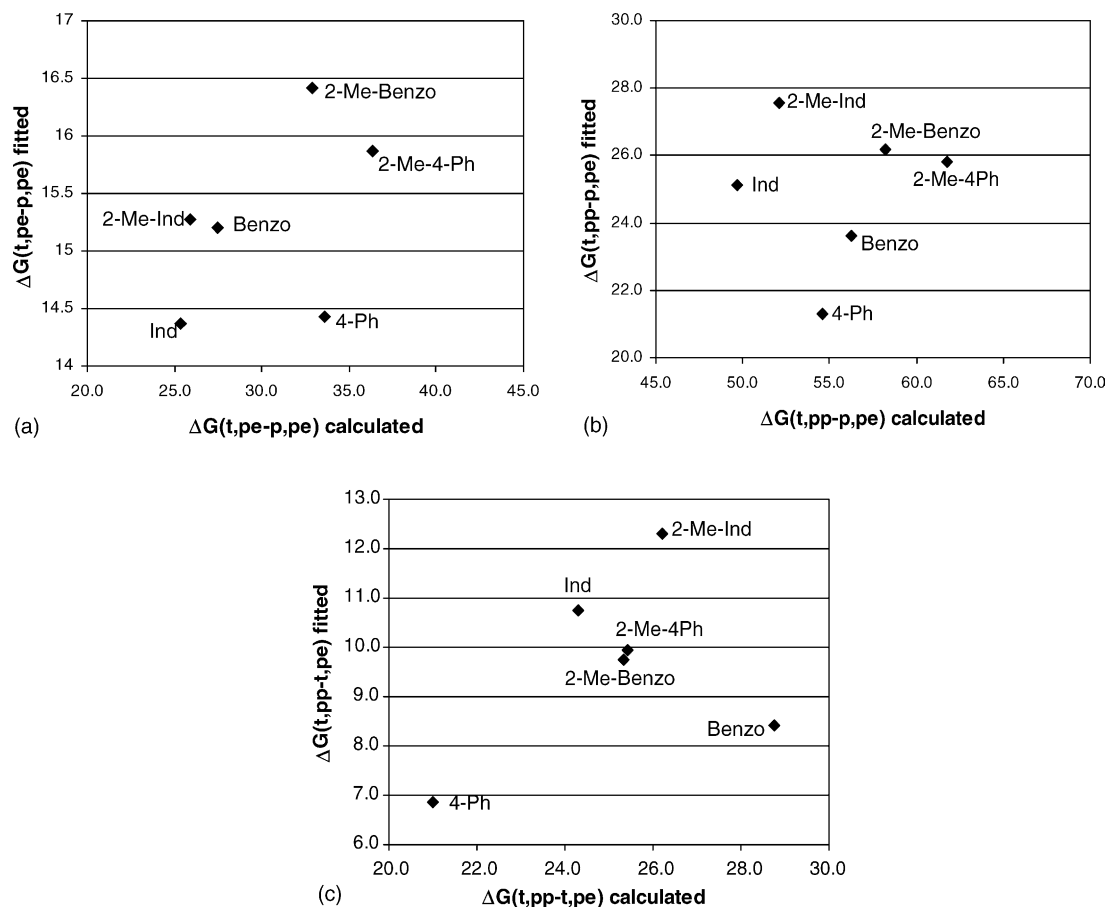 17
16.5
16
15.5
15
14.5
14
ΔG(t,pe-p,pe) fitted
2-Me-Benzo
2-Me-4-Ph
2-Me-Ind
Benzo
Ind
4-Ph
20.0 25.0 30.0 35.0 40.0 45.0
(a)
ΔG(t,pe-p,pe) calculated
30.0
28.0
26.0
24.0
22.0
20.0
ΔG(t,pp-p,pe) fitted
2-Me-Ind
2-Me-Benzo
2-Me-4Ph
Ind
Benzo
4-Ph
45.0 50.0 55.0 60.0 65.0 70.0
(b)
ΔG(t,pp-p,pe) calculated
13.0
12.0
11.0
10.0
9.0
8.0
7.0
6.0
ΔG(t,pp-t,pe) fitted
2-Me-Ind
Ind
2-Me-4Ph
2-Me-Benzo
Benzo
4-Ph
20.0 22.0 24.0 26.0 28.0 30.0
(c)
ΔG(t,pp-t,pe) calculated